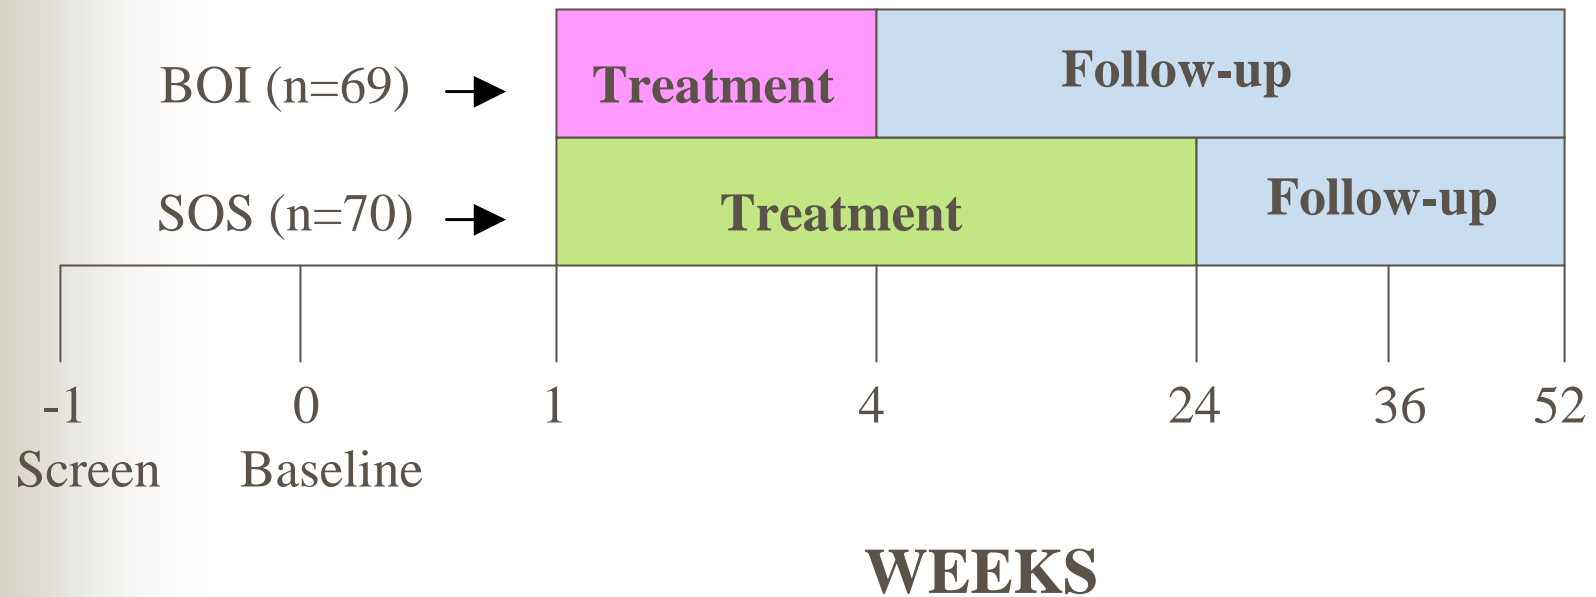 BOI (n=69)
Treatment
Follow-up
SOS (n=70)
Treatment
Follow-up
-1 0 1 4 24 36 52
Screen Baseline
WEEKS